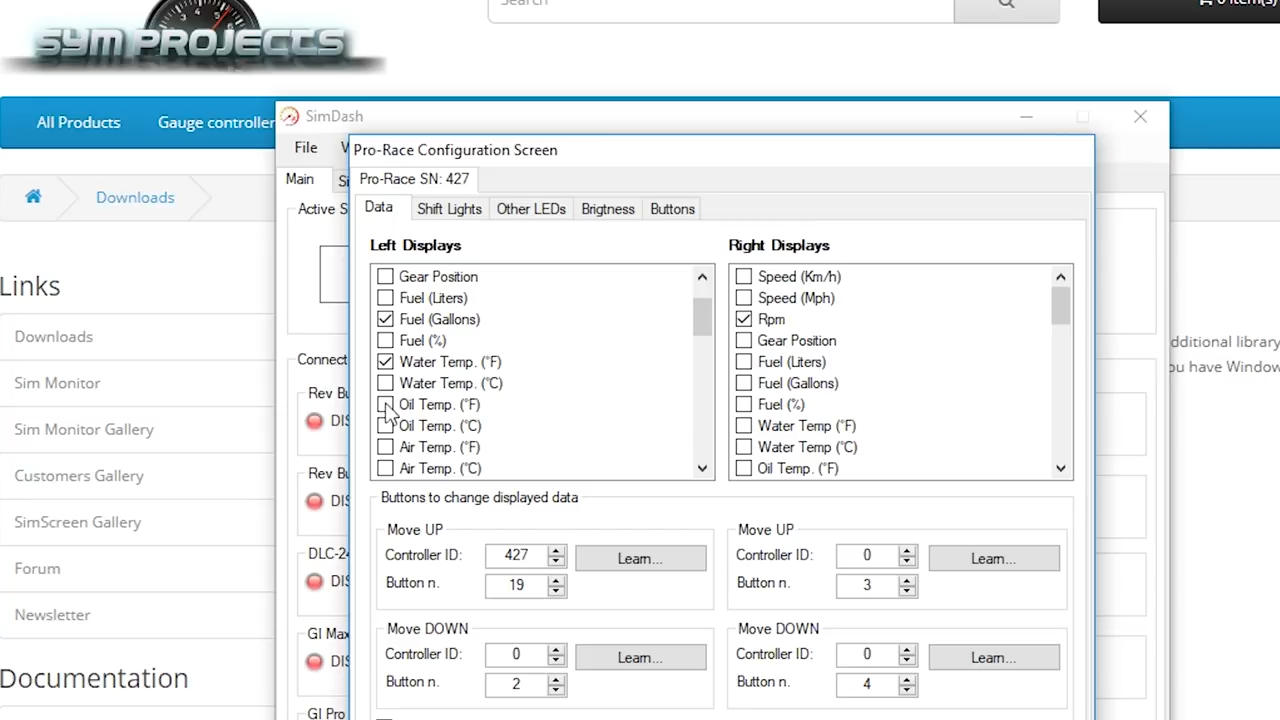 Search
0 item(s)
SYM PROJECTS
All Products
Gauge controller
Downloads
Links
Downloads
Sim Monitor
Sim Monitor Gallery
Customers Gallery
SimScreen Gallery
Forum
Newsletter
Documentation
SimDash
File
Main
Active S
Connect
Rev Bu
DIS
Rev Bu
DIS
DLC-24
DIS
GI Max
DIS
GI Pro
Pro-Race Configuration Screen
Pro-Race SN: 427
Data
Shift Lights
Other LEDs
Brigtness
Buttons
Left Displays
Gear Position
Fuel (Liters)
Fuel (Gallons)
Fuel (%)
Water Temp. (°F)
Water Temp. (°C)
Oil Temp. (°F)
Oil Temp. (°C)
Air Temp. (°F)
Air Temp. (°C)
Right Displays
Speed (Km/h)
Speed (Mph)
Rpm
Gear Position
Fuel (Liters)
Fuel (Gallons)
Fuel (%)
Water Temp (°F)
Water Temp (°C)
Oil Temp. (°F)
Buttons to change displayed data
Move UP
Controller ID: 427 Learn...
Button n. 19
Move UP
Controller ID: 0 Learn...
Button n. 3
Move DOWN
Controller ID: 0 Learn...
Button n. 2
Move DOWN
Controller ID: 0 Learn...
Button n. 4
dditional library
ou have Window